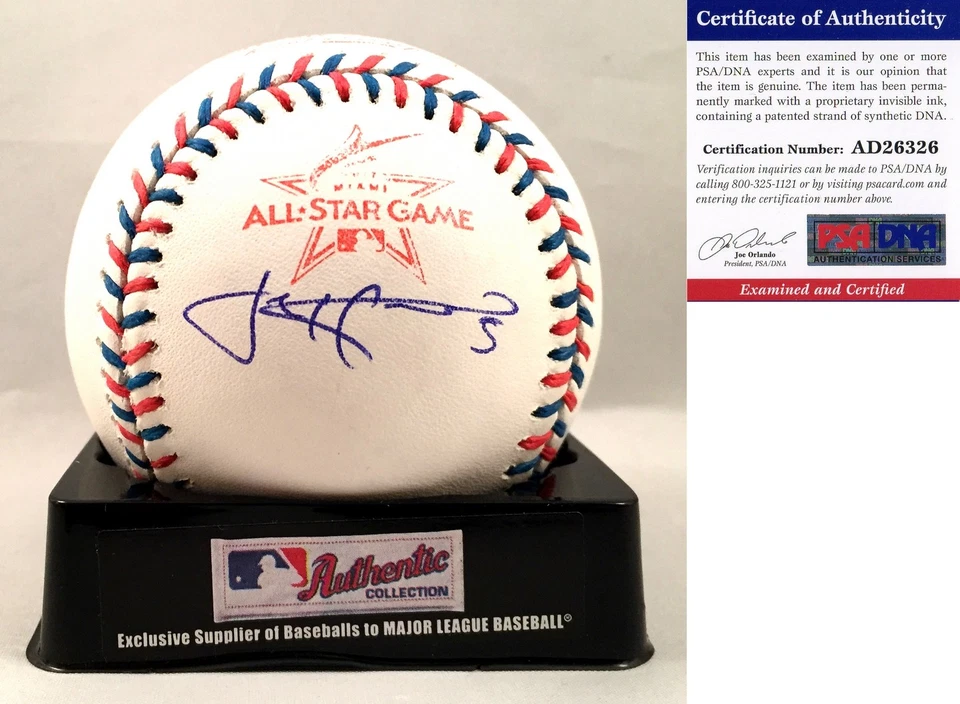 MIAMI
ALL★STAR GAME
5
Authentic
COLLECTION
Exclusive Supplier of Baseballs to MAJOR LEAGUE BASEBALL®
Certificate of Authenticity
This item has been examined by one or more
PSA/DNA experts and it is our opinion that
the item is genuine. The item has been perma-
nently marked with a proprietary invisible ink,
containing a patented strand of synthetic DNA.
Certification Number: AD26326
Verification inquiries can be made to PSA/DNA by
calling 800-325-1121 or by visiting psacard.com and
entering the certification number above.
Joe Orlando
President, PSA/DNA
PSA DNA
AUTHENTICATION SERVICES
Examined and Certified